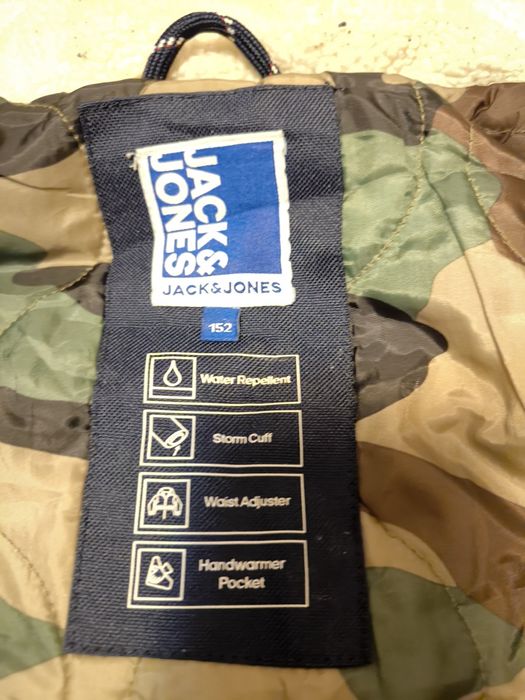 JACK&
JONES
JACK&JONES
152
Water Repellent
Storm Cuff
Waist Adjuster
Handwarmer
Pocket